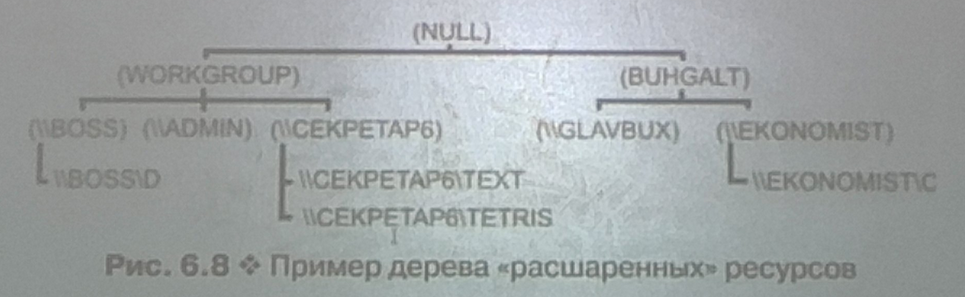 (NULL)
(WORKGROUP) (BUHGALT)
(\\BOSS) (\\ADMIN) (\\CEKPETAP6) (\\GLAVBUX) (\\EKONOMIST)
\\BOSS\D \\CEKPETAP6\TEXT \\EKONOMIST\C
\\CEKPETAP6\TETRIS
Рис. 6.8 ❖ Пример дерева «расшаренных» ресурсов